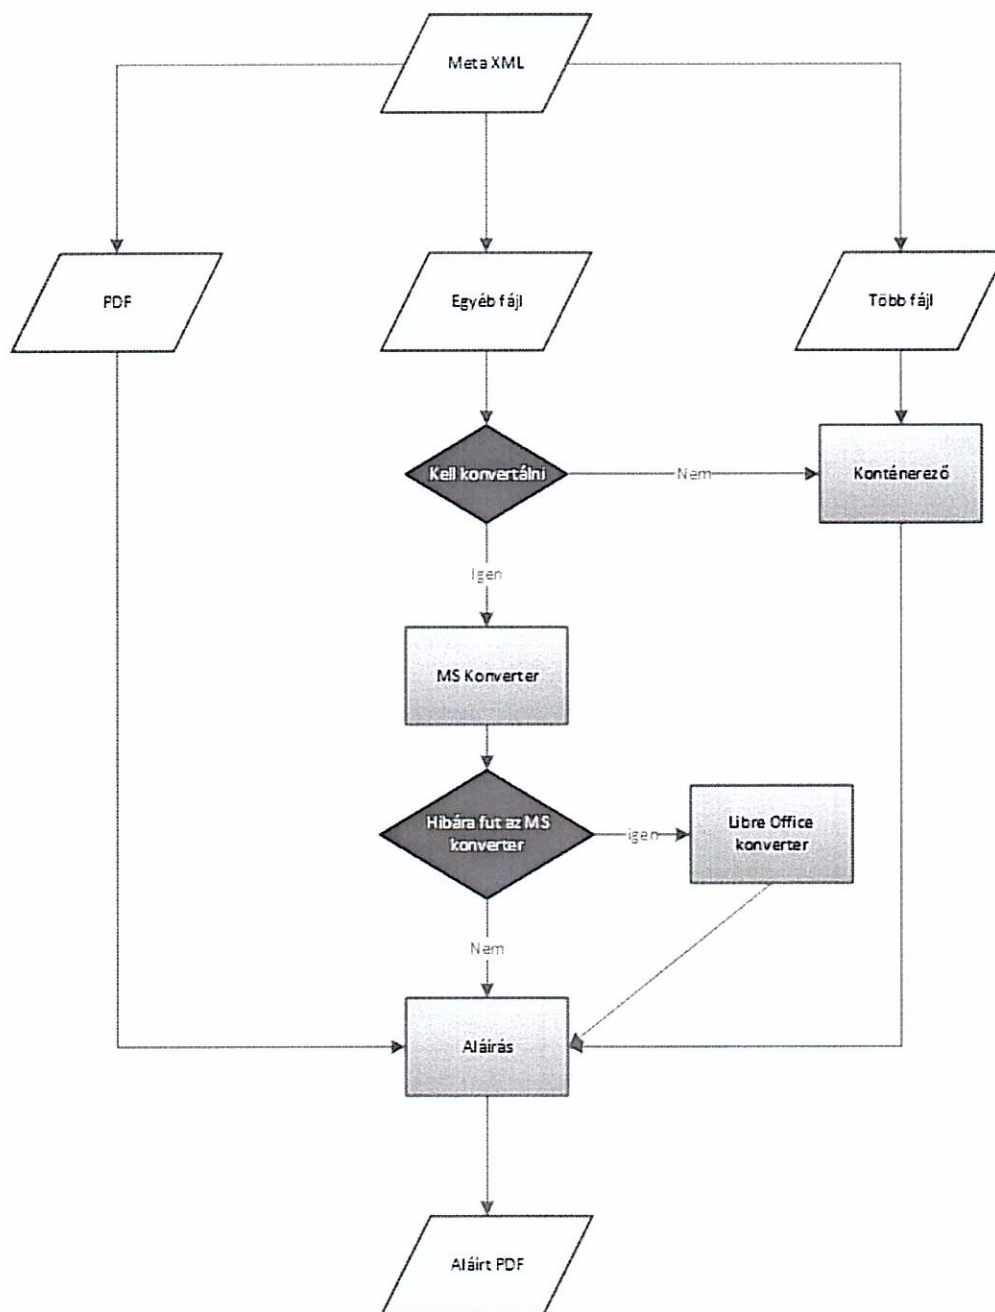 Meta XML
PDF
Egyéb fájl
Több fájl
Kell konvertálni
Nem
Konténerező
Igen
MS Konverter
Hibára fut az MS
konverter
igen
Libre Office
konverter
Nem
Aláírás
Aláírt PDF